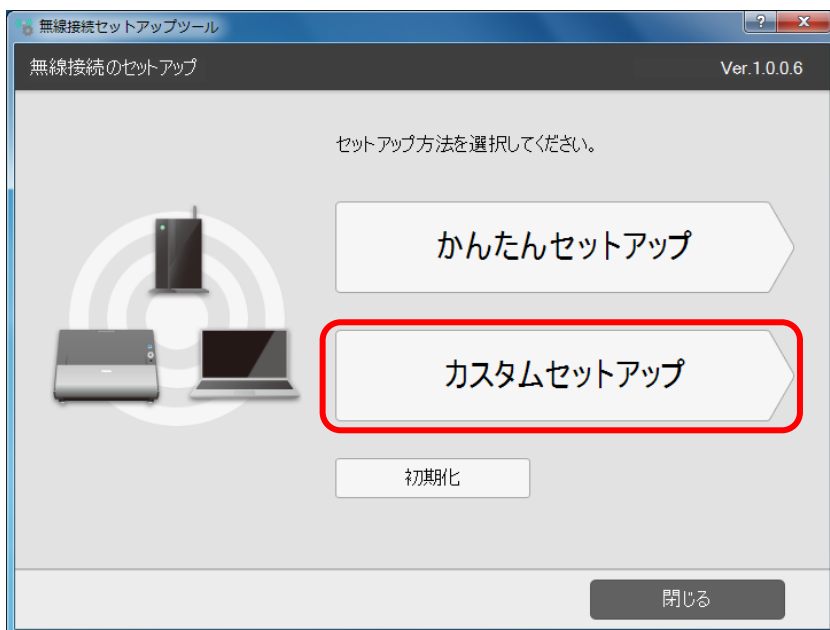 無線接続セットアップツール
無線接続のセットアップ
Ver.1.0.0.6
セットアップ方法を選択してください。
かんたんセットアップ
カスタムセットアップ
初期化
閉じる